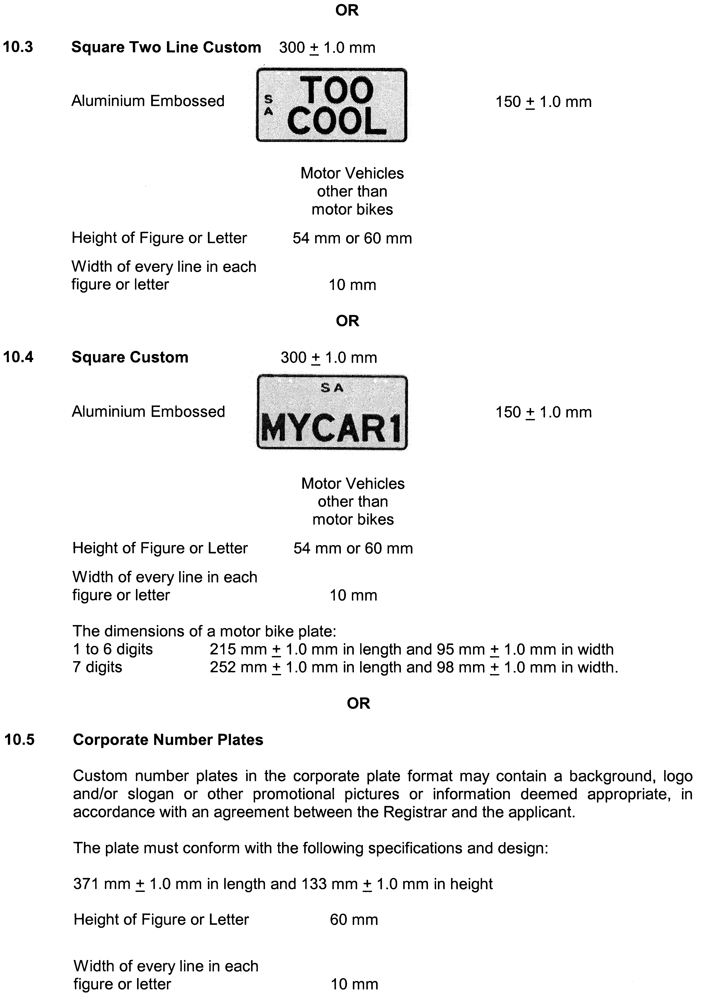 OR
10.3 Square Two Line Custom 300 ± 1.0 mm
TOO
Aluminium Embossed S 150 ± 1.0 mm
A
COOL
Motor Vehicles
other than
motor bikes
Height of Figure or Letter 54 mm or 60 mm
Width of every line in each
figure or letter 10 mm
OR
10.4 Square Custom 300 ± 1.0 mm
S A
Aluminium Embossed 150 ± 1.0 mm
MYCAR1
Motor Vehicles
other than
motor bikes
Height of Figure or Letter 54 mm or 60 mm
Width of every line in each
figure or letter 10 mm
The dimensions of a motor bike plate:
1 to 6 digits 215 mm ± 1.0 mm in length and 95 mm ± 1.0 mm in width
7 digits 252 mm ± 1.0 mm in length and 98 mm ± 1.0 mm in width.
OR
10.5 Corporate Number Plates
Custom number plates in the corporate plate format may contain a background, logo
and/or slogan or other promotional pictures or information deemed appropriate, in
accordance with an agreement between the Registrar and the applicant.
The plate must conform with the following specifications and design:
371 mm ± 1.0 mm in length and 133 mm ± 1.0 mm in height
Height of Figure or Letter 60 mm
Width of every line in each
figure or letter 10 mm